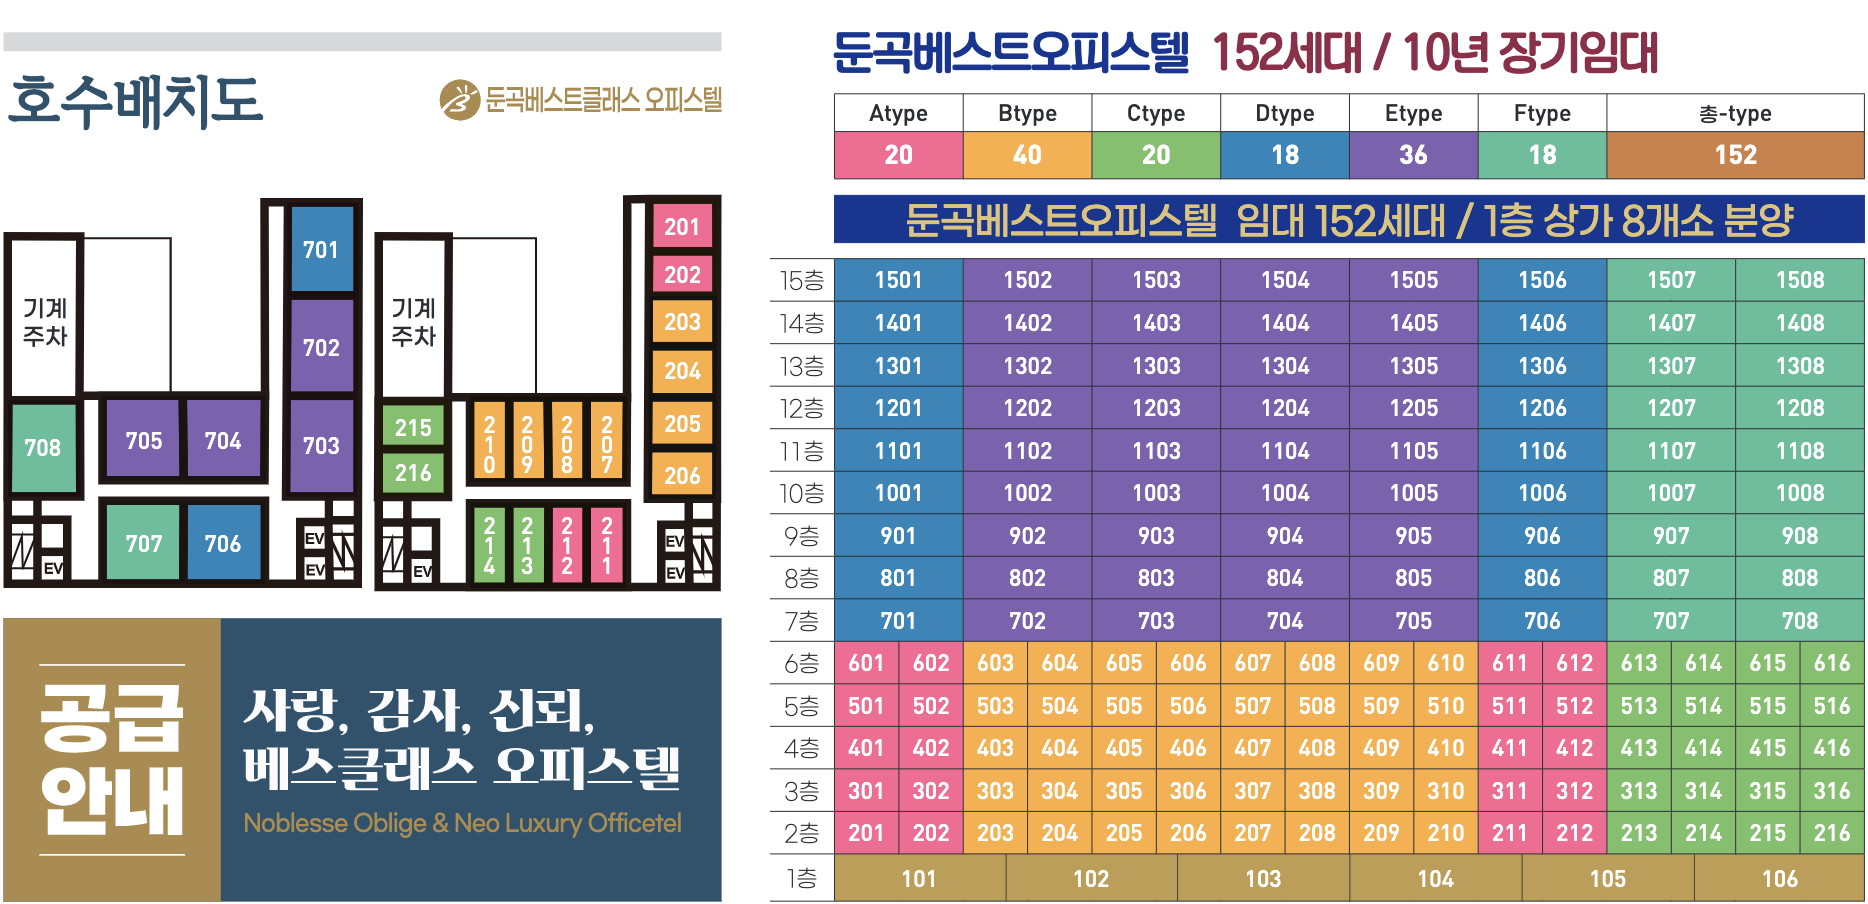 호수배치도
둔곡베스트클래스 오피스텔
701
702
703
기계
주차
708
705
704
707
706
EV
EV
EV
201
202
203
204
205
206
기계
주차
215
216
210
209
208
207
214
213
212
211
EV
EV
EV
공급
안내
사랑, 감사, 신뢰,
베스클래스 오피스텔
Noblesse Oblige & Neo Luxury Officetel
둔곡베스트오피스텔 152세대 / 10년 장기임대
Atype Btype Ctype Dtype Etype Ftype 총-type
20 40 20 18 36 18 152
둔곡베스트오피스텔 임대 152세대 / 1층 상가 8개소 분양
15층 1501 1502 1503 1504 1505 1506 1507 1508
14층 1401 1402 1403 1404 1405 1406 1407 1408
13층 1301 1302 1303 1304 1305 1306 1307 1308
12층 1201 1202 1203 1204 1205 1206 1207 1208
11층 1101 1102 1103 1104 1105 1106 1107 1108
10층 1001 1002 1003 1004 1005 1006 1007 1008
9층 901 902 903 904 905 906 907 908
8층 801 802 803 804 805 806 807 808
7층 701 702 703 704 705 706 707 708
6층 601 602 603 604 605 606 607 608 609 610 611 612 613 614 615 616
5층 501 502 503 504 505 506 507 508 509 510 511 512 513 514 515 516
4층 401 402 403 404 405 406 407 408 409 410 411 412 413 414 415 416
3층 301 302 303 304 305 306 307 308 309 310 311 312 313 314 315 316
2층 201 202 203 204 205 206 207 208 209 210 211 212 213 214 215 216
1층 101 102 103 104 105 106